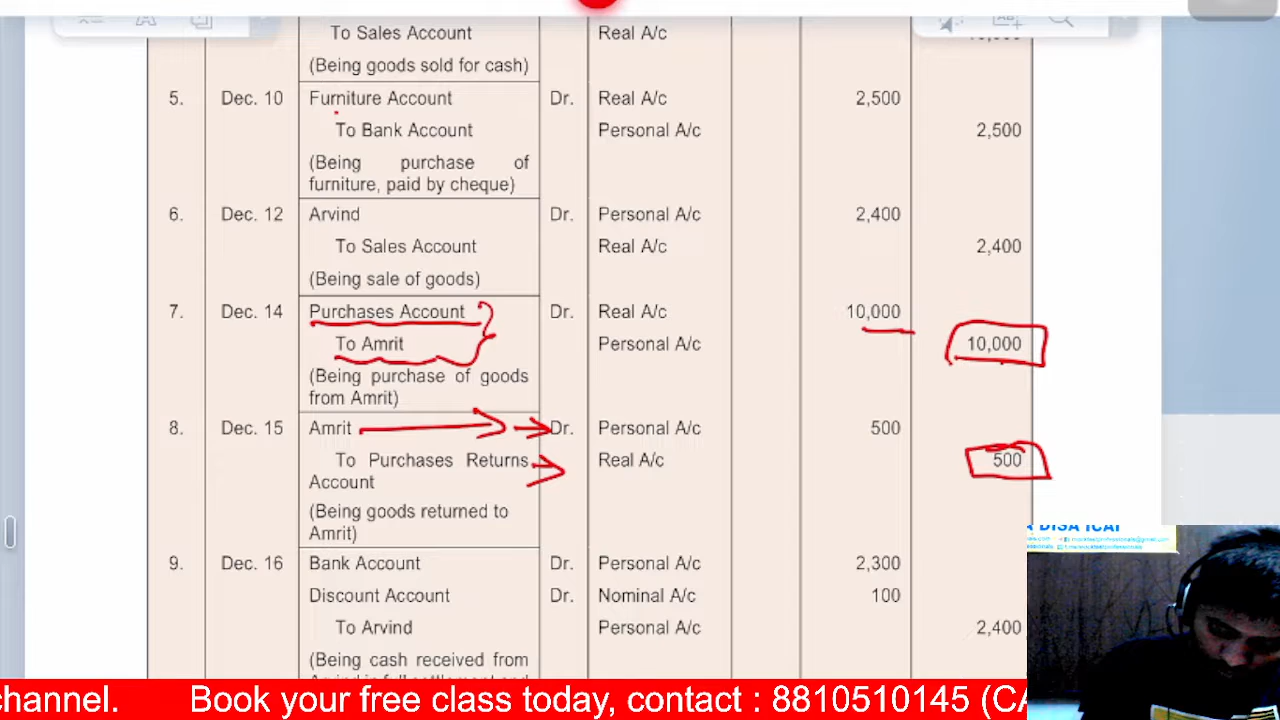 To Sales Account Real A/c
(Being goods sold for cash)
5. Dec. 10 Furniture Account Dr. Real A/c 2,500
To Bank Account Personal A/c 2,500
(Being purchase of
furniture, paid by cheque)
6. Dec. 12 Arvind Dr. Personal A/c 2,400
To Sales Account Real A/c 2,400
(Being sale of goods)
7. Dec. 14 Purchases Account Dr. Real A/c 10,000
To Amrit Personal A/c 10,000
(Being purchase of goods
from Amrit)
8. Dec. 15 Amrit Dr. Personal A/c 500
To Purchases Returns Real A/c 500
Account
(Being goods returned to
Amrit)
9. Dec. 16 Bank Account Dr. Personal A/c 2,300
Discount Account Dr. Nominal A/c 100
To Arvind Personal A/c 2,400
(Being cash received from
DISA ICAI
channel. Book your free class today, contact : 8810510145 (CA